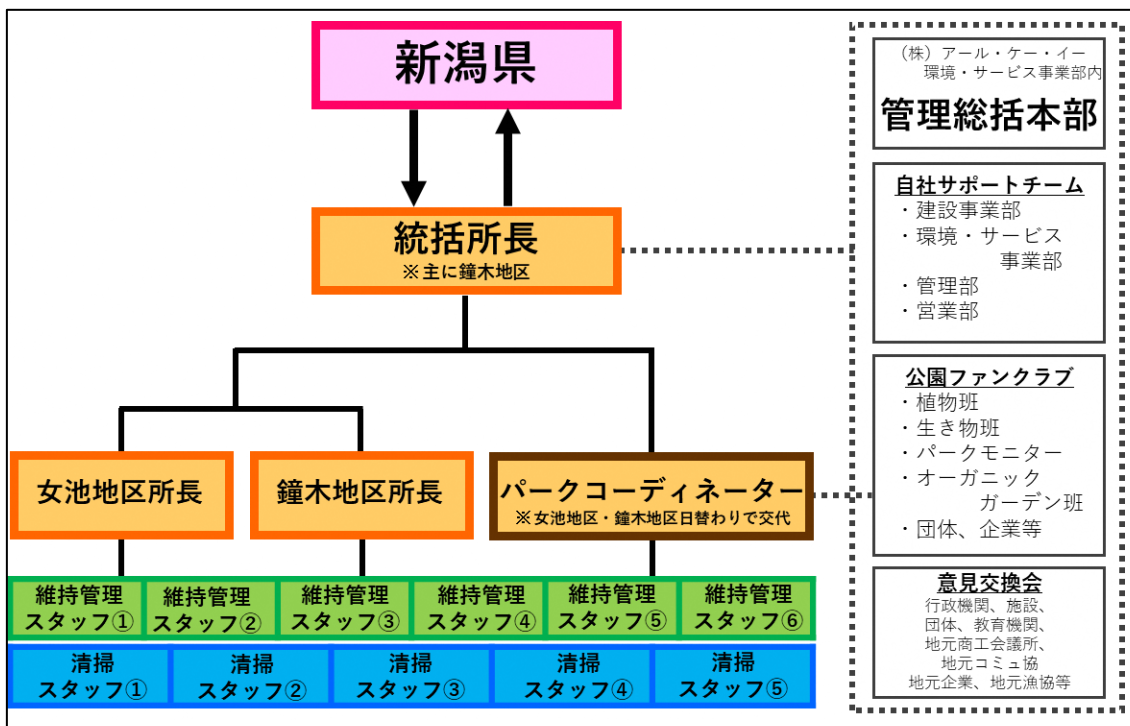 新潟県
統括所長
※主に鐘木地区
女池地区所長
鐘木地区所長
パークコーディネーター
※女池地区・鐘木地区日替わりで交代
維持管理
スタッフ①
維持管理
スタッフ②
維持管理
スタッフ③
維持管理
スタッフ④
維持管理
スタッフ⑤
維持管理
スタッフ⑥
清掃
スタッフ①
清掃
スタッフ②
清掃
スタッフ③
清掃
スタッフ④
清掃
スタッフ⑤
(株)アール・ケー・イー
環境・サービス事業部内
管理総括本部
自社サポートチーム
・建設事業部
・環境・サービス
事業部
・管理部
・営業部
公園ファンクラブ
・植物班
・生き物班
・パークモニター
・オーガニック
ガーデン班
・団体、企業等
意見交換会
行政機関、施設、
団体、教育機関、
地元商工会議所、
地元コミュ協
地元企業、地元漁協等